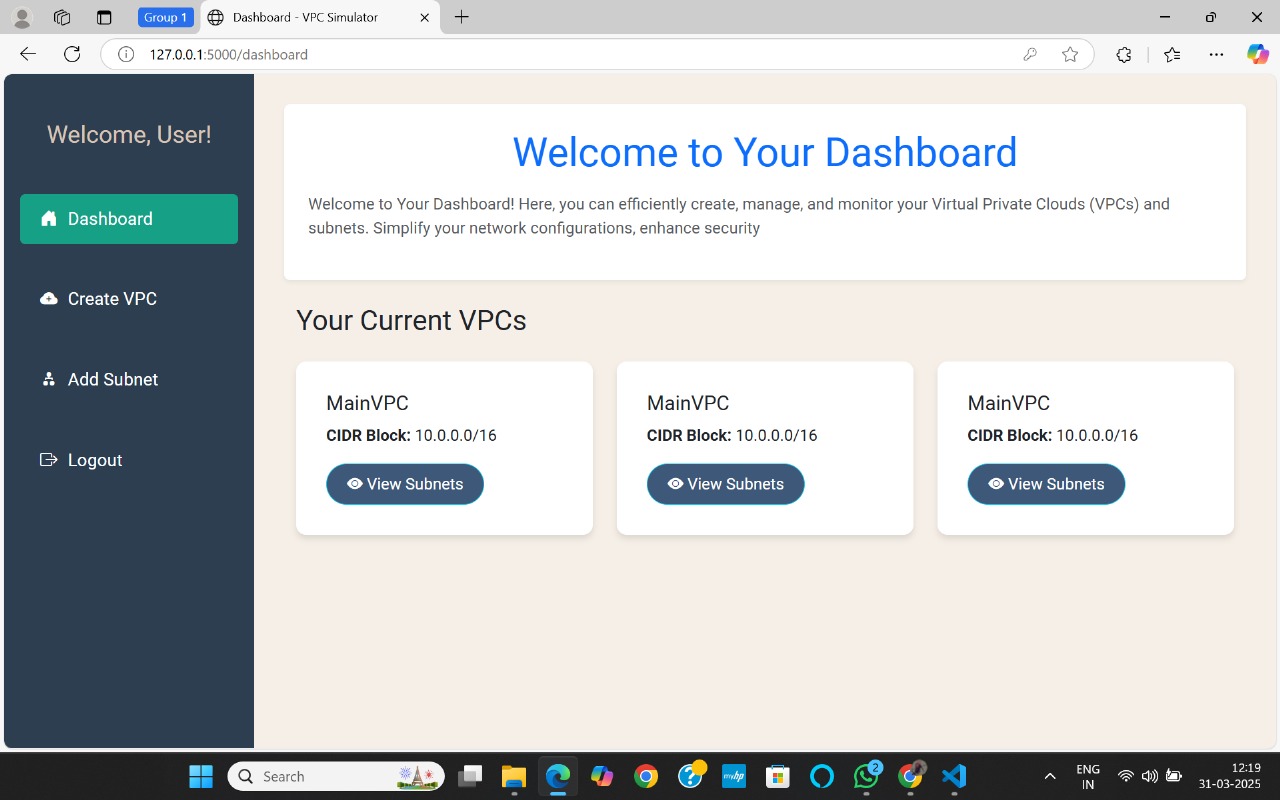 Group 1
Dashboard - VPC Simulator
127.0.0.1:5000/dashboard
Welcome, User!
Dashboard
Create VPC
Add Subnet
Logout
Welcome to Your Dashboard
Welcome to Your Dashboard! Here, you can efficiently create, manage, and monitor your Virtual Private Clouds (VPCs) and
subnets. Simplify your network configurations, enhance security
Your Current VPCs
MainVPC
CIDR Block: 10.0.0.0/16
View Subnets
MainVPC
CIDR Block: 10.0.0.0/16
View Subnets
MainVPC
CIDR Block: 10.0.0.0/16
View Subnets
Search
myhp
2
ENG
IN
12:19
31-03-2025